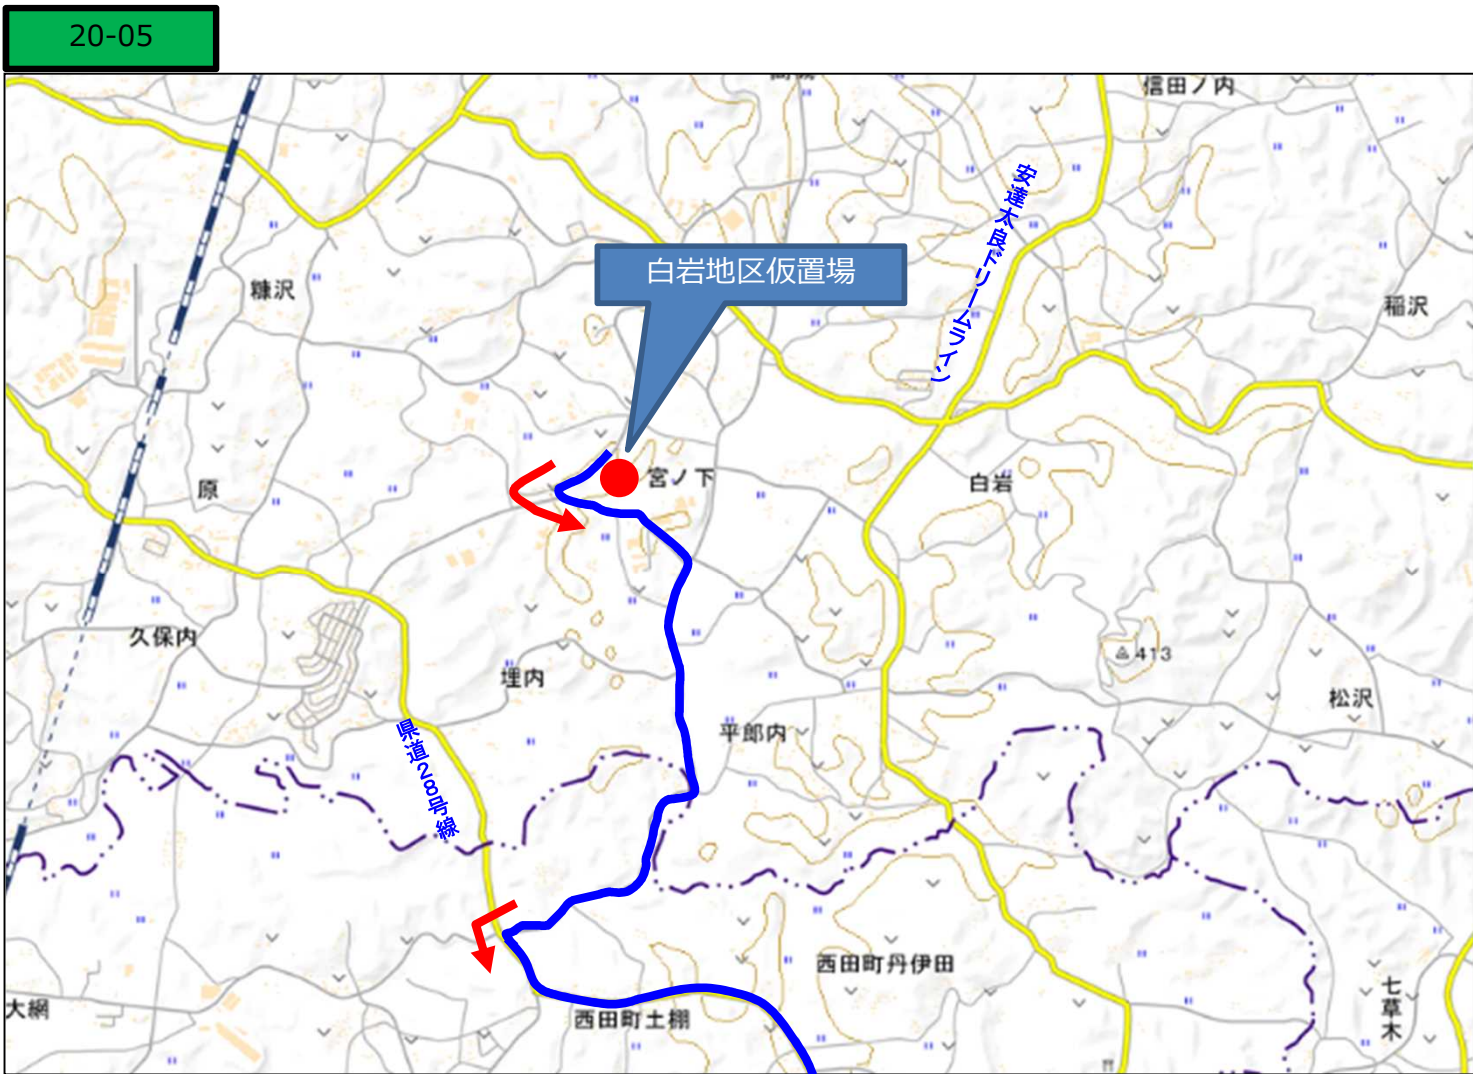 20-05
信田ノ内
安達太良ドリームライン
白岩地区仮置場
糠沢
稲沢
宮ノ下
白岩
原
久保内
413
埋内
松沢
県道28号線
平郎内
西田町丹伊田
大網
西田町土棚
七草木